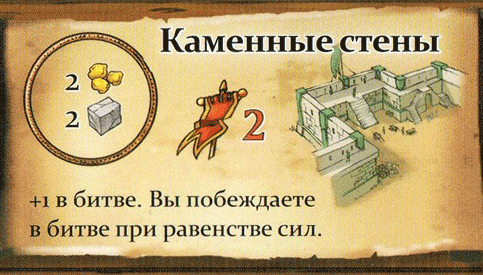 Каменные стены
2
2
2
+1 в битве. Вы побеждаете
в битве при равенстве сил.